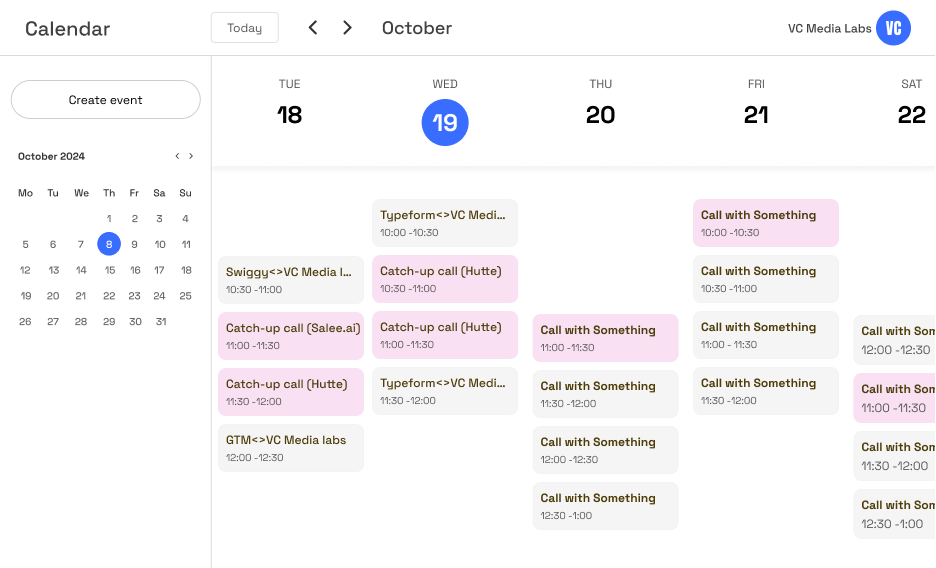 Calendar
Today
October
VC Media Labs
VC
Create event
October 2024
Mo Tu We Th Fr Sa Su
1 2 3 4
5 6 7 8 9 10 11
12 13 14 15 16 17 18
19 20 21 22 23 24 25
26 27 28 29 30 31
TUE
18
WED
19
THU
20
FRI
21
SAT
22
Swiggy<>VC Media l...
10:30 -11:00
Catch-up call (Salee.ai)
11:00 -11:30
Catch-up call (Hutte)
11:30 -12:00
GTM<>VC Media labs
12:00 -12:30
Typeform<>VC Medi...
10:00 -10:30
Catch-up call (Hutte)
10:30 -11:00
Catch-up call (Hutte)
11:00 -11:30
Typeform<>VC Medi...
11:30 -12:00
Call with Something
11:00 -11:30
Call with Something
11:30 -12:00
Call with Something
12:00 -12:30
Call with Something
12:30 -1:00
Call with Something
10:00 -10:30
Call with Something
10:30 -11:00
Call with Something
11:00 - 11:30
Call with Something
11:30 -12:00
Call with Som
12:00 -12:30
Call with Som
11:00 -11:30
Call with Som
11:30 -12:00
Call with Som
12:30 -1:00